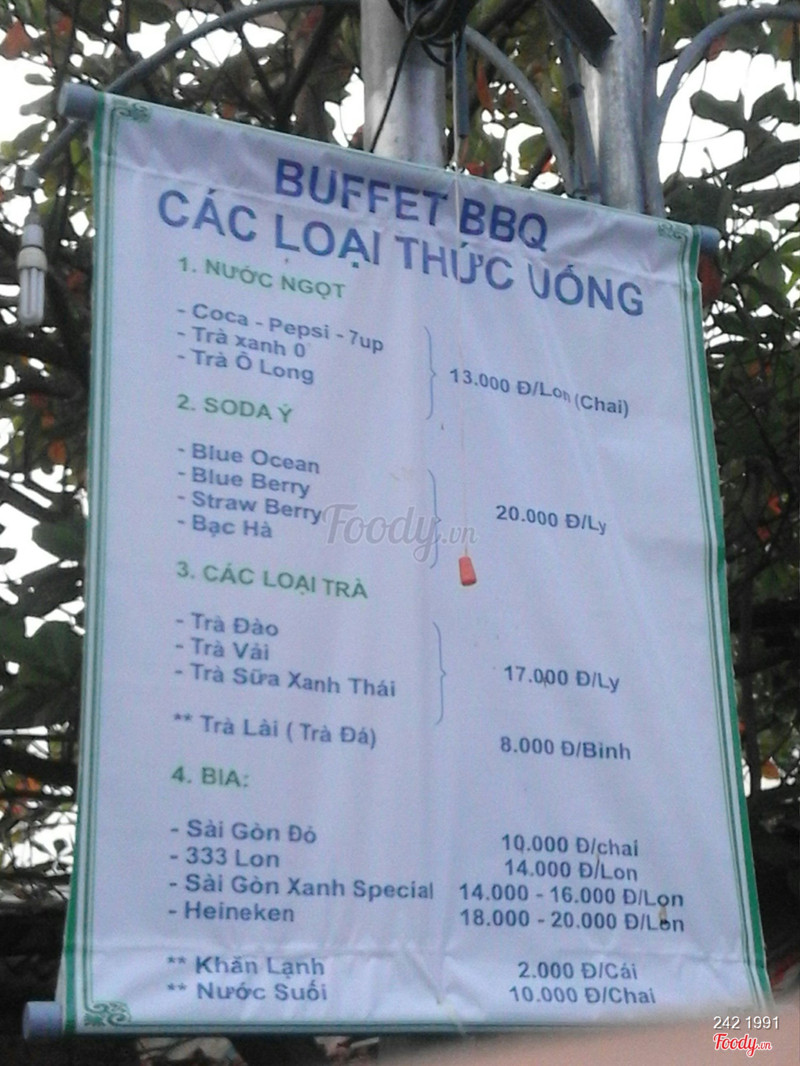 BUFFET BBQ
CÁC LOẠI THỨC UỐNG
1. NƯỚC NGỌT
- Coca - Pepsi - 7up
- Trà xanh 0
- Trà Ô Long
13.000 Đ/Lon (Chai)
2. SODA Ý
- Blue Ocean
- Blue Berry
- Straw Berry
- Bạc Hà
20.000 Đ/Ly
3. CÁC LOẠI TRÀ
- Trà Đào
- Trà Vải
- Trà Sữa Xanh Thái
17.000 Đ/Ly
** Trà Lài ( Trà Đá) 8.000 Đ/Bình
4. BIA:
- Sài Gòn Đỏ 10.000 Đ/chai
- 333 Lon 14.000 Đ/Lon
- Sài Gòn Xanh Special 14.000 - 16.000 Đ/Lon
- Heineken 18.000 - 20.000 Đ/Lon
** Khăn Lạnh 2.000 Đ/Cái
** Nước Suối 10.000 Đ/Chai
Foody.vn
242 1991
Foody.vn